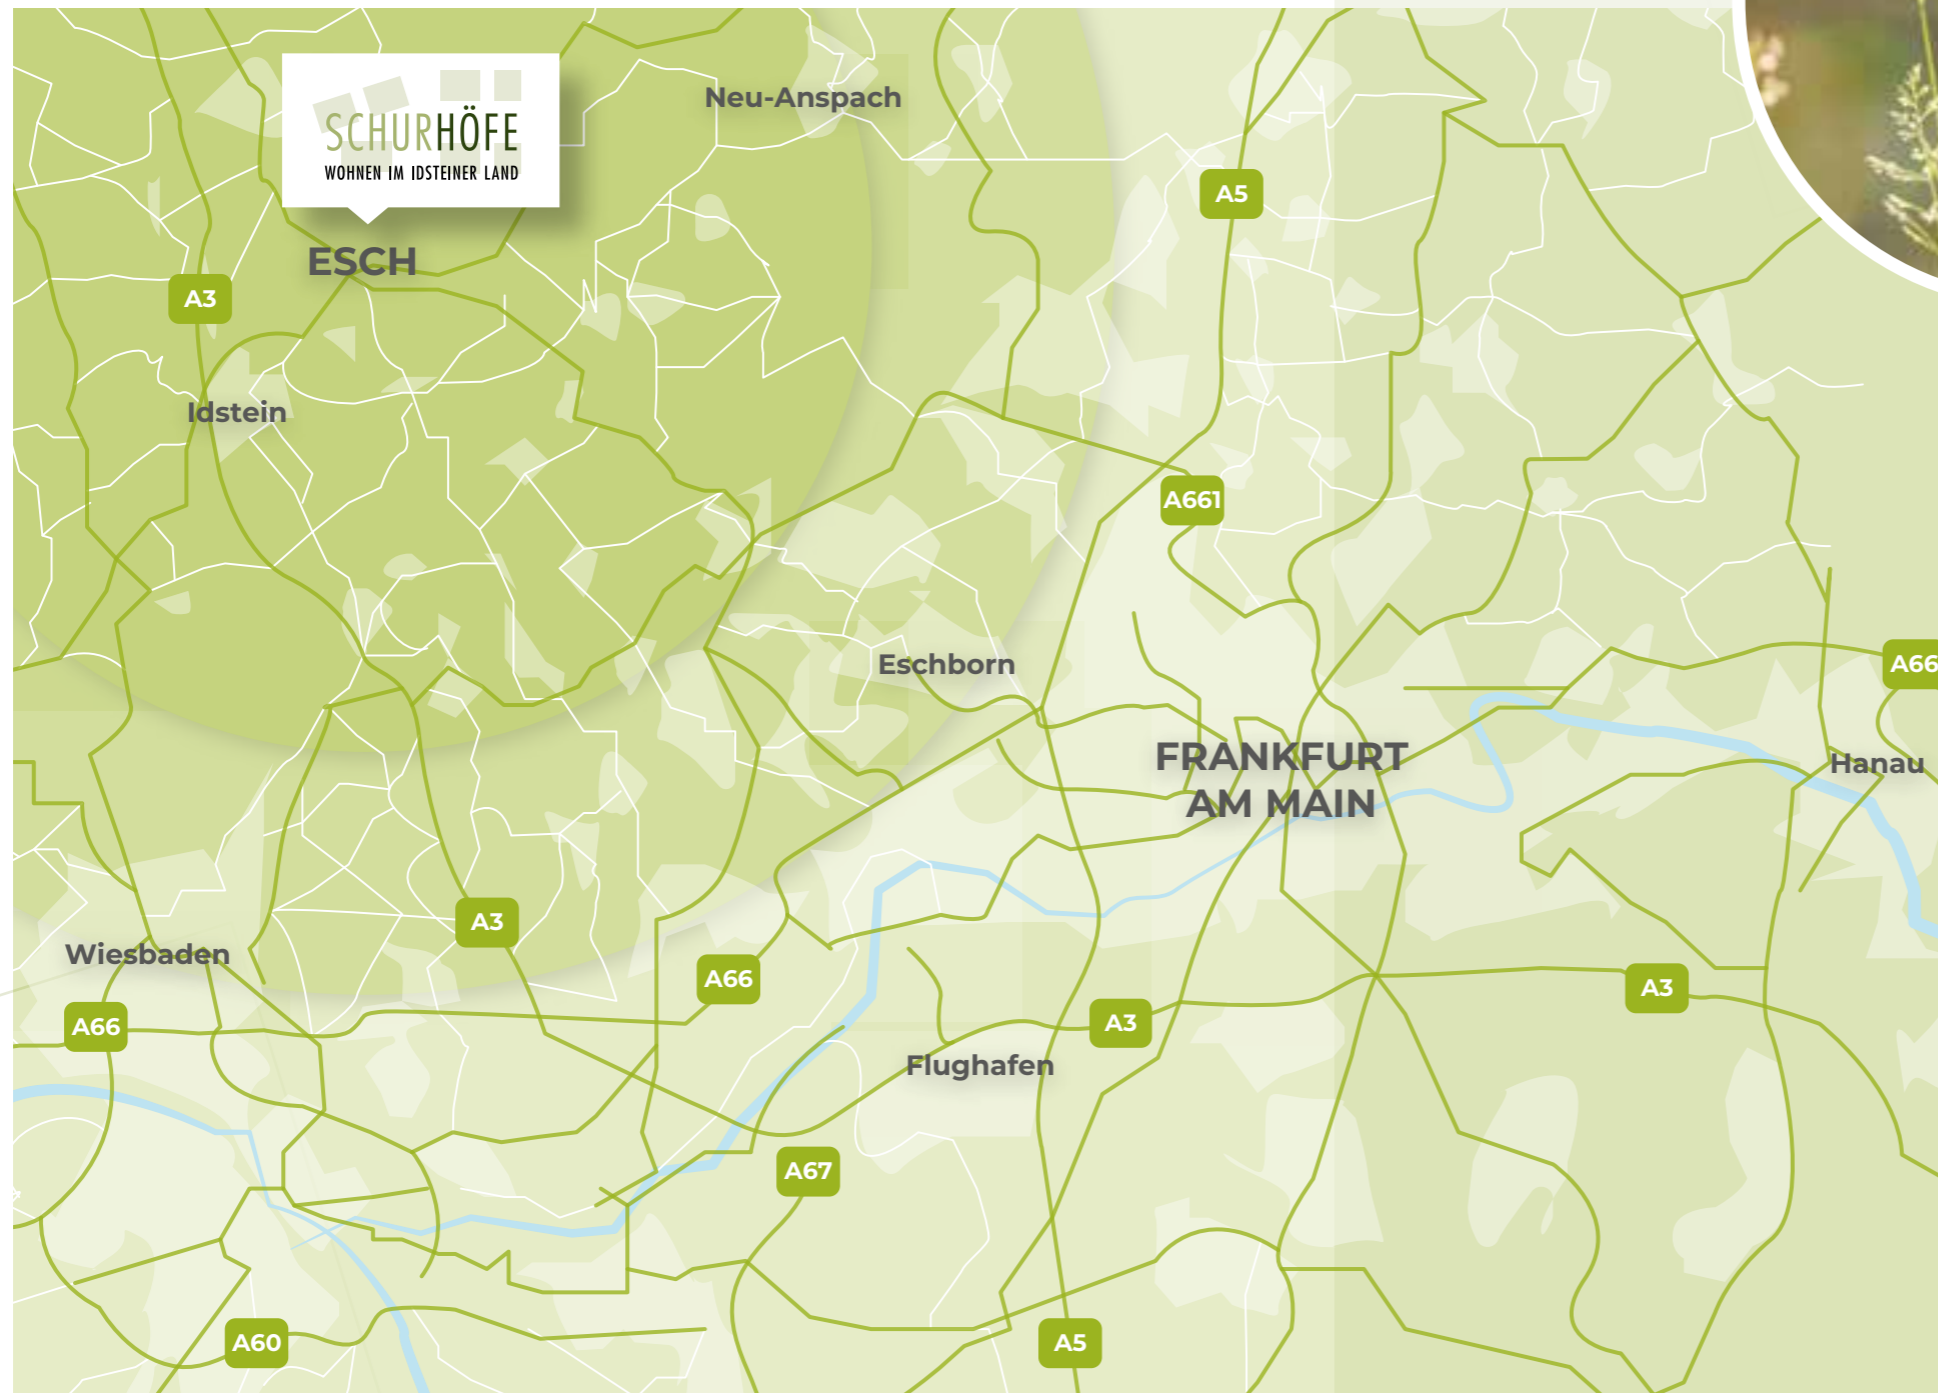 SCHURHÖFE
WOHNEN IM IDSTEINER LAND
Neu-Anspach
A5
ESCH
A3
Idstein
A661
Eschborn
A66
FRANKFURT
AM MAIN
Hanau
A3
Wiesbaden
A66
A3
A66
A3
Flughafen
A67
A60
A5